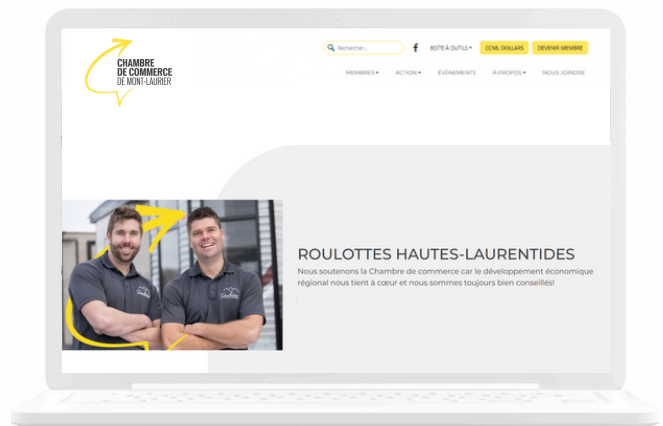 CHAMBRE
DE COMMERCE
DE MONT-LAURIER
Rechercher...
BOÎTE À OUTILS
CCML DOLLARS
DEVENIR MEMBRE
MEMBRES
ACTION
ÉVÉNEMENTS
À PROPOS
NOUS JOINDRE
ROULOTTES HAUTES-LAURENTIDES
Nous soutenons la Chambre de commerce car le développement économique
régional nous tient à cœur et nous sommes toujours bien conseillés!